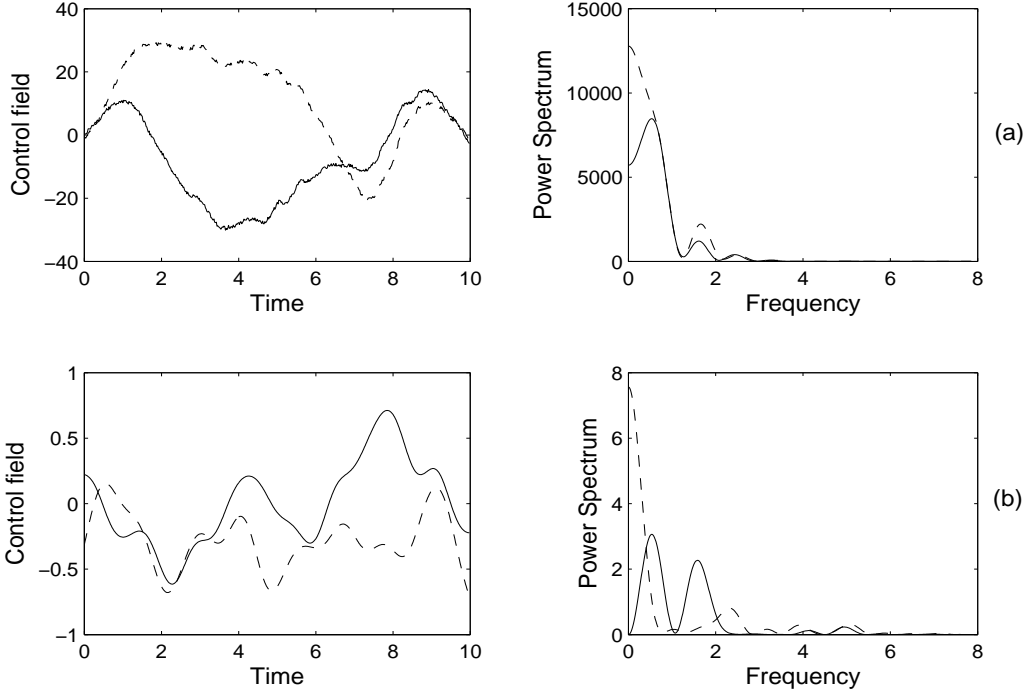 40
20
0
−20
−40
Control field
0 2 4 6 8 10
Time
15000
10000
5000
0
Power Spectrum
0 2 4 6 8
Frequency
(a)
1
0.5
0
−0.5
−1
Control field
0 2 4 6 8 10
Time
8
6
4
2
0
Power Spectrum
0 2 4 6 8
Frequency
(b)